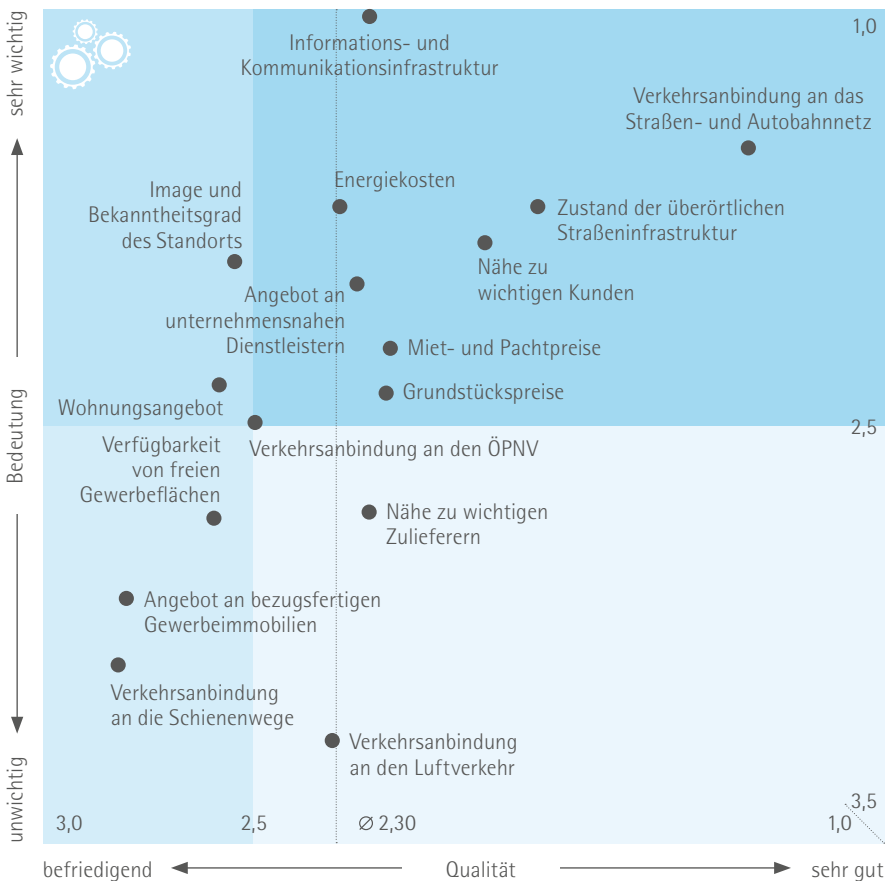 sehr wichtig
Bedeutung
unwichtig
1,0
Informations- und
Kommunikationsinfrastruktur
Verkehrsanbindung an das
Straßen- und Autobahnnetz
Energiekosten
Image und
Bekanntheitsgrad
des Standorts
Zustand der überörtlichen
Straßeninfrastruktur
Nähe zu
wichtigen Kunden
Angebot an
unternehmensnahen
Dienstleistern
Miet- und Pachtpreise
Grundstückspreise
Wohnungsangebot
2,5
Verkehrsanbindung an den ÖPNV
Verfügbarkeit
von freien
Gewerbeflächen
Nähe zu wichtigen
Zulieferern
Angebot an bezugsfertigen
Gewerbeimmobilien
Verkehrsanbindung
an die Schienenwege
Verkehrsanbindung
an den Luftverkehr
3,5
3,0
2,5
⌀ 2,30
1,0
befriedigend
Qualität
sehr gut